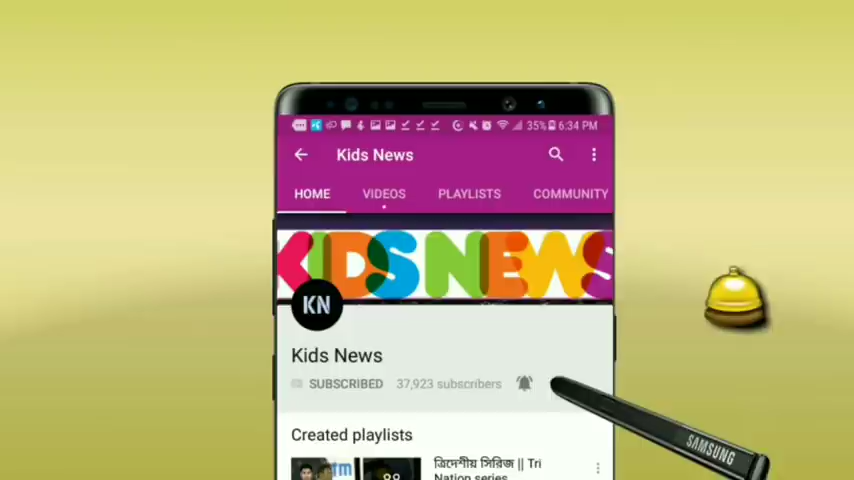 35% 6:34 PM
Kids News
HOME VIDEOS PLAYLISTS COMMUNITY
KIDS NEWS
KN
Kids News
SUBSCRIBED 37,923 subscribers
Created playlists
ত্রিদেশীয় সিরিজ || Tri
Nation series
SAMSUNG